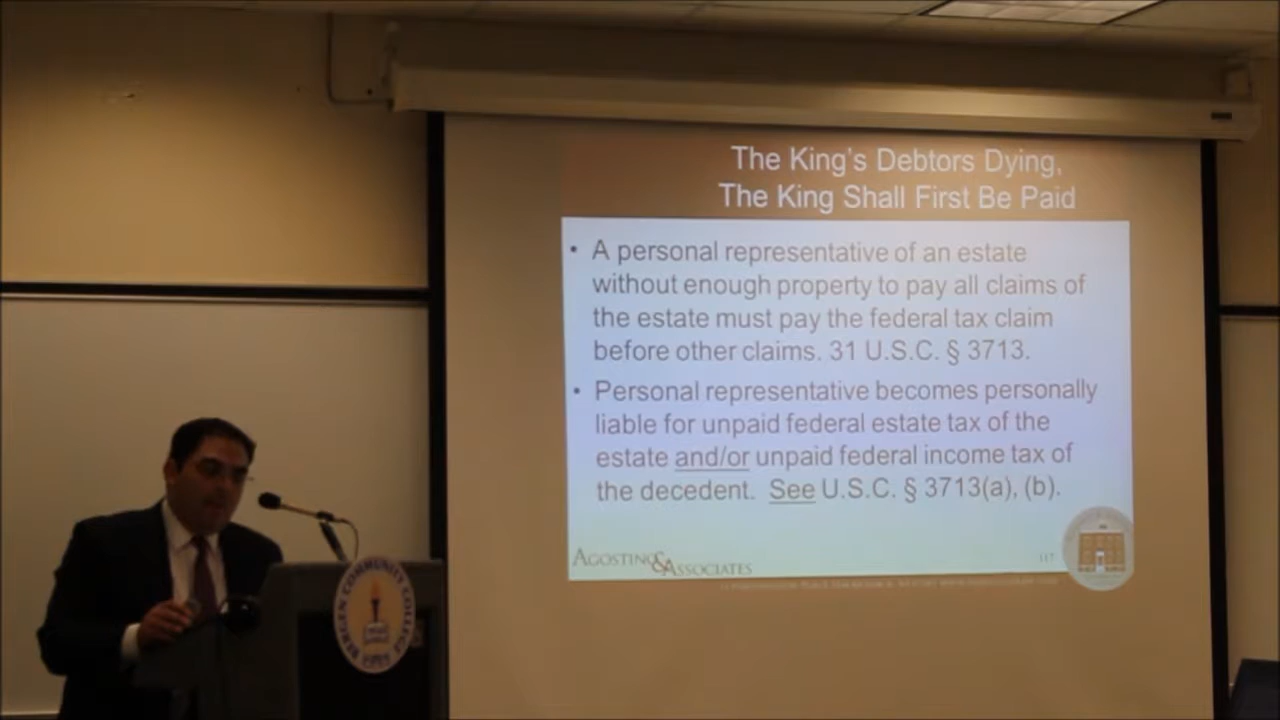 The King's Debtors Dying,
The King Shall First Be Paid
• A personal representative of an estate
without enough property to pay all claims of
the estate must pay the federal tax claim
before other claims. 31 U.S.C. § 3713.
• Personal representative becomes personally
liable for unpaid federal estate tax of the
estate and/or unpaid federal income tax of
the decedent. See U.S.C. § 3713(a), (b).
AGOSTINO & ASSOCIATES
117
BERGEN COMMUNITY COLLEGE